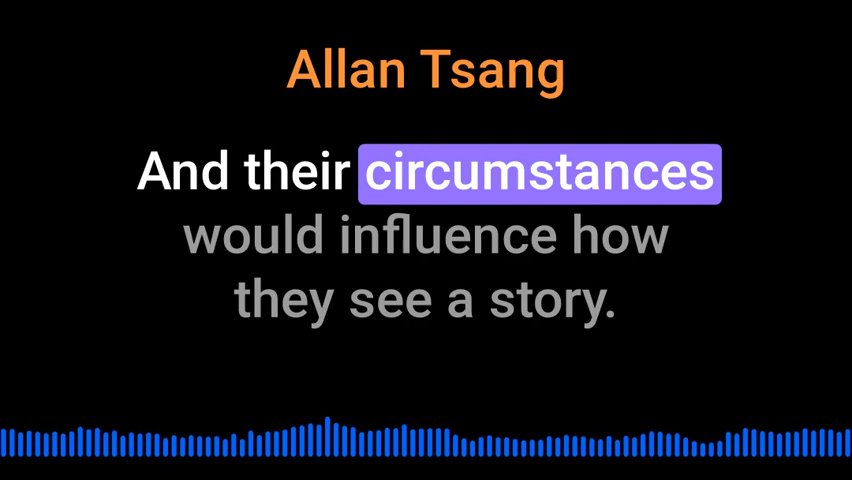 Allan Tsang
And their circumstances
would influence how
they see a story.